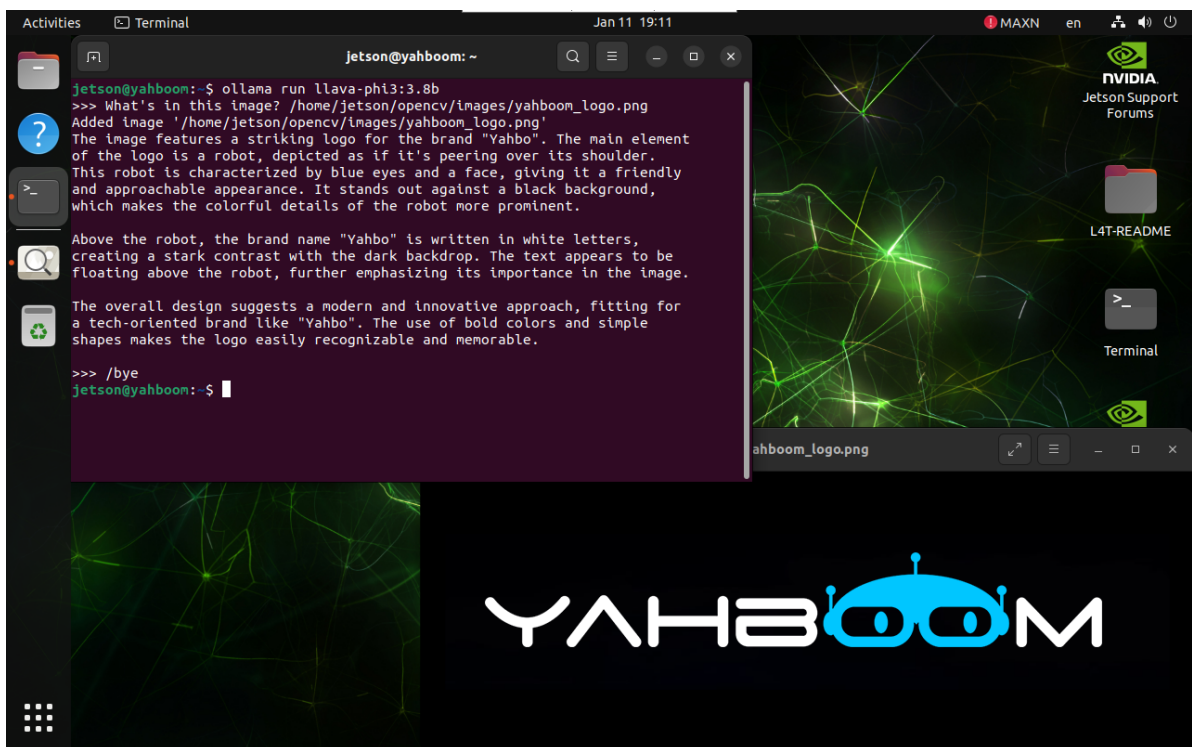 Activities
Terminal
Jan 11 19:11
MAXN
en
jetson@yahboom: ~
jetson@yahboom:~$ ollama run llava-phi3:3.8b
>>> What's in this image? /home/jetson/opencv/images/yahboom_logo.png
Added image '/home/jetson/opencv/images/yahboom_logo.png'
The image features a striking logo for the brand "Yahbo". The main element
of the logo is a robot, depicted as if it's peering over its shoulder.
This robot is characterized by blue eyes and a face, giving it a friendly
and approachable appearance. It stands out against a black background,
which makes the colorful details of the robot more prominent.
Above the robot, the brand name "Yahbo" is written in white letters,
creating a stark contrast with the dark backdrop. The text appears to be
floating above the robot, further emphasizing its importance in the image.
The overall design suggests a modern and innovative approach, fitting for
a tech-oriented brand like "Yahbo". The use of bold colors and simple
shapes makes the logo easily recognizable and memorable.
>>> /bye
jetson@yahboom:~$
NVIDIA.
Jetson Support
Forums
L4T-README
>_
Terminal
ahboom_logo.png
YAHBOOM